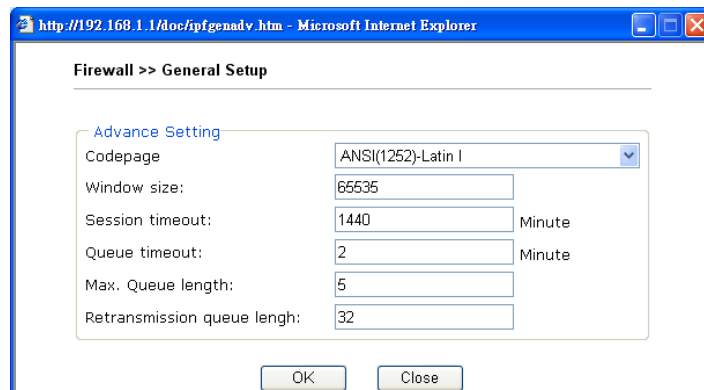 http://192.168.1.1/doc/ipfgenadv.htm - Microsoft Internet Explorer
Firewall >> General Setup
Advance Setting
Codepage ANSI(1252)-Latin I
Window size: 65535
Session timeout: 1440 Minute
Queue timeout: 2 Minute
Max. Queue length: 5
Retransmission queue lengh: 32
OK Close